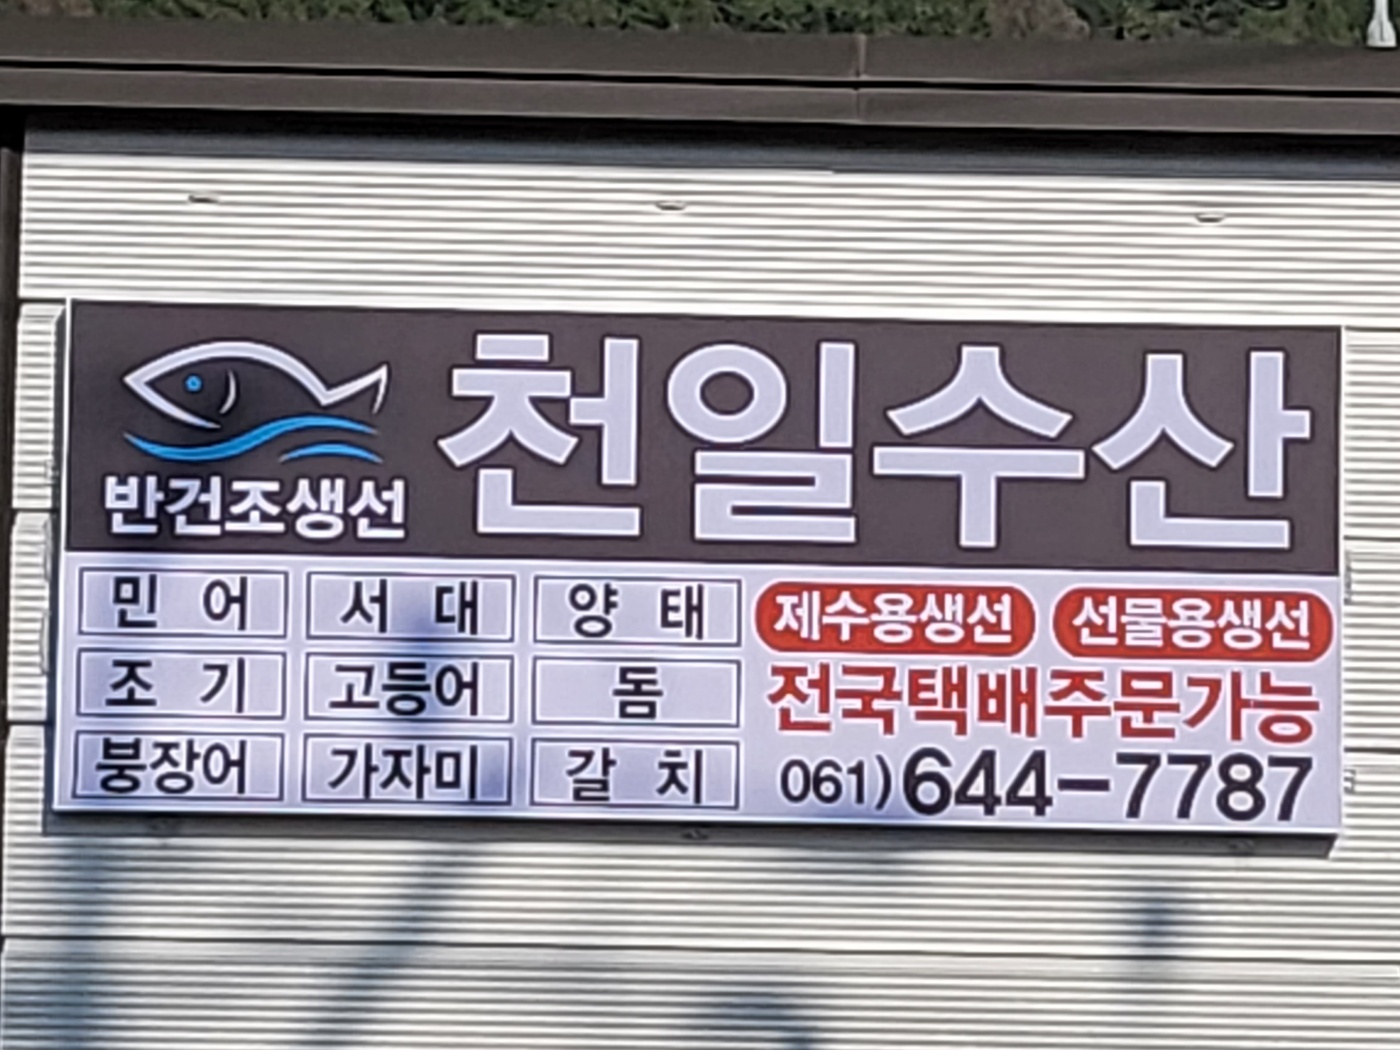 천일수산
반건조생선
민 어 서 대 양 태
조 기 고등어 돔
붕장어 가자미 갈 치
제수용생선 선물용생선
전국택배주문가능
061)644-7787